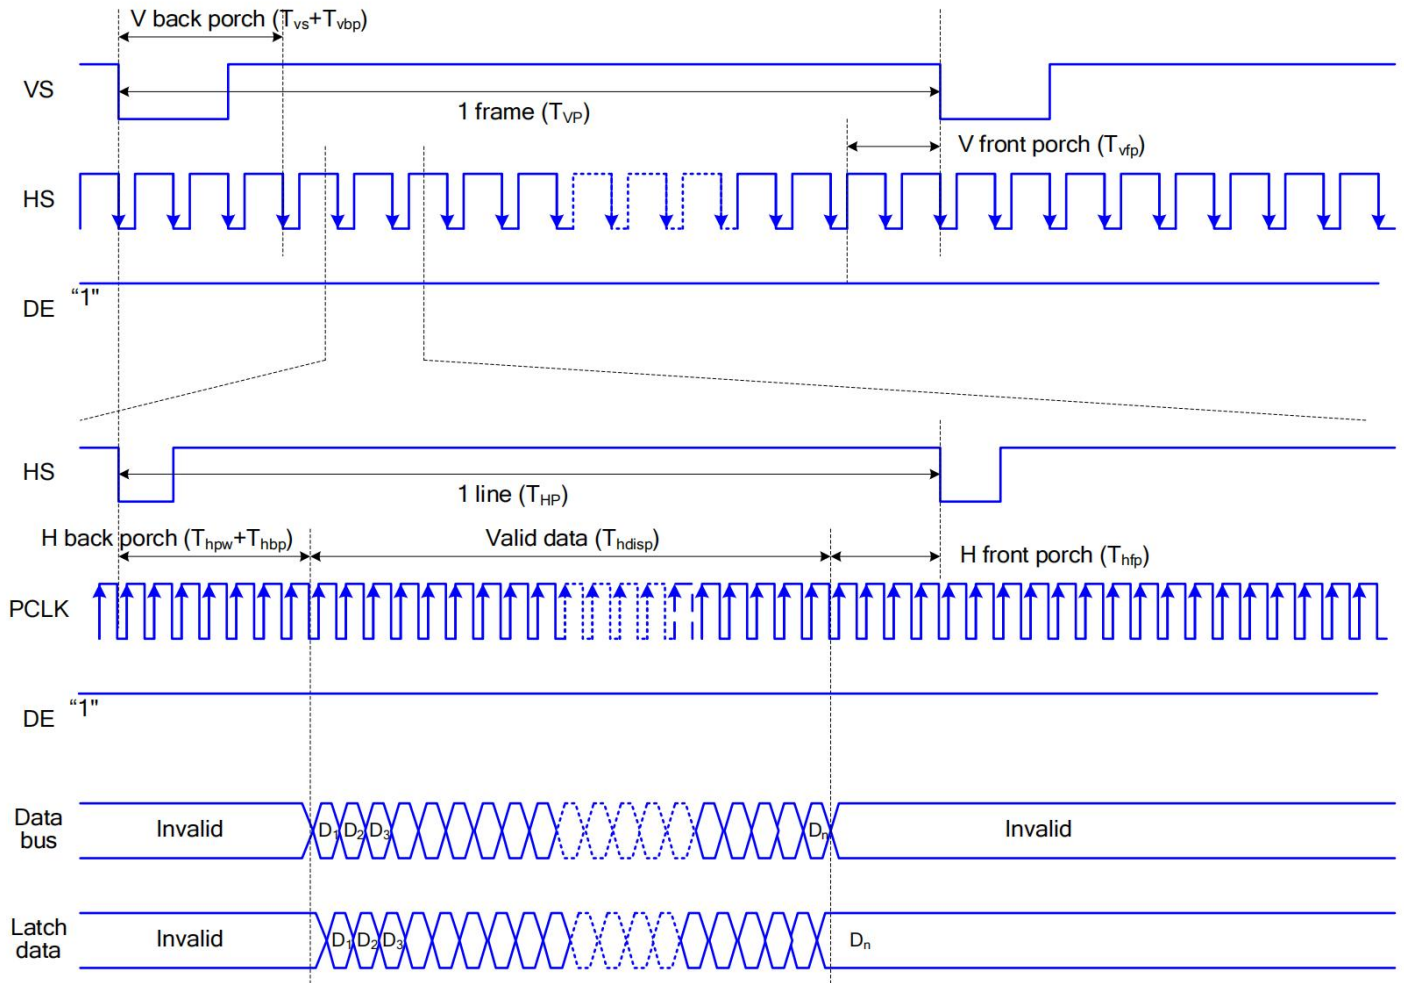 V back porch (Tvs+Tvbp)
VS
1 frame (TVP)
V front porch (Tvfp)
HS
DE “1"
HS
1 line (THP)
H back porch (Thpw+Thbp)
Valid data (Thdisp)
H front porch (Thfp)
PCLK
DE “1"
Data bus
Invalid
D1
D2
D3
Dn
Invalid
Latch data
Invalid
D1
D2
D3
Dn